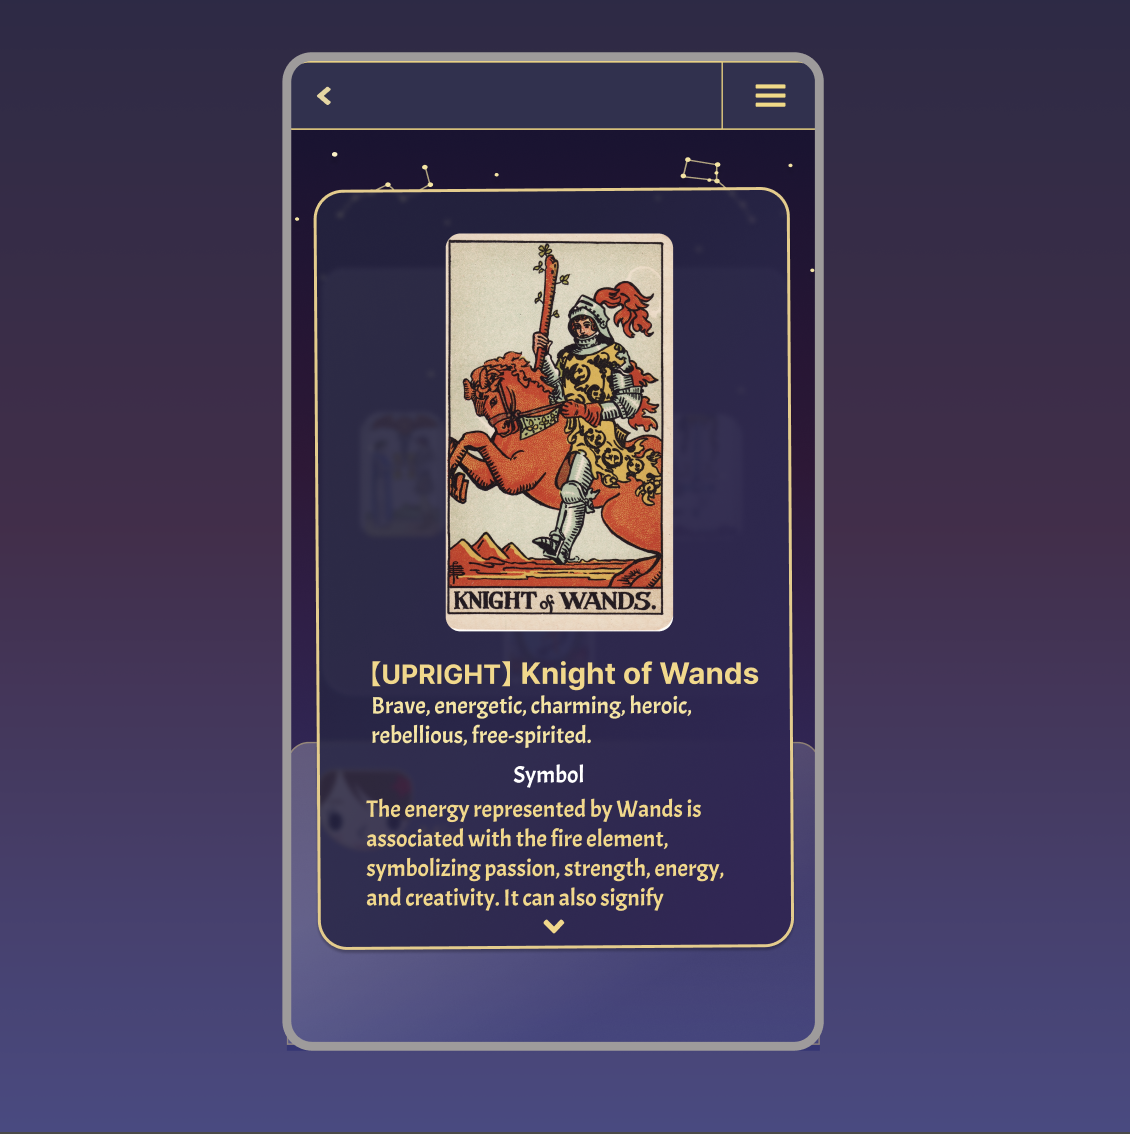 KNIGHT of WANDS.
【UPRIGHT】 Knight of Wands
Brave, energetic, charming, heroic,
rebellious, free-spirited.
Symbol
The energy represented by Wands is
associated with the fire element,
symbolizing passion, strength, energy,
and creativity. It can also signify